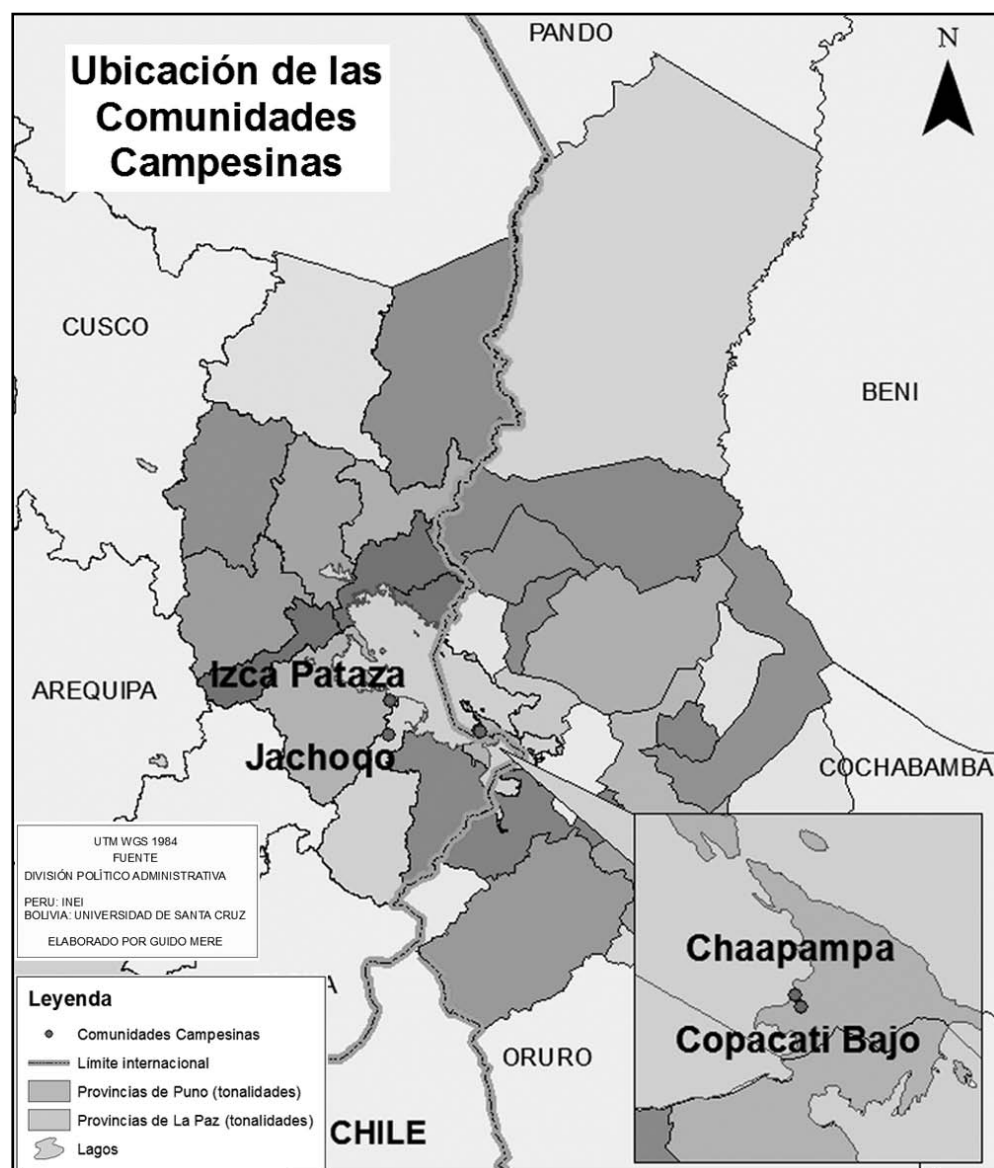 Ubicación de las
Comunidades
Campesinas
PANDO
N
CUSCO
BENI
AREQUIPA
Izca Pataza
Jachoqo
COCHABAMBA
UTM WGS 1984
FUENTE
DIVISIÓN POLÍTICO ADMINISTRATIVA
PERU: INEI
BOLIVIA: UNIVERSIDAD DE SANTA CRUZ
ELABORADO POR GUIDO MERE
Chaapampa
Copacati Bajo
Leyenda
Comunidades Campesinas
Límite internacional
Provincias de Puno (tonalidades)
Provincias de La Paz (tonalidades)
Lagos
ORURO
CHILE